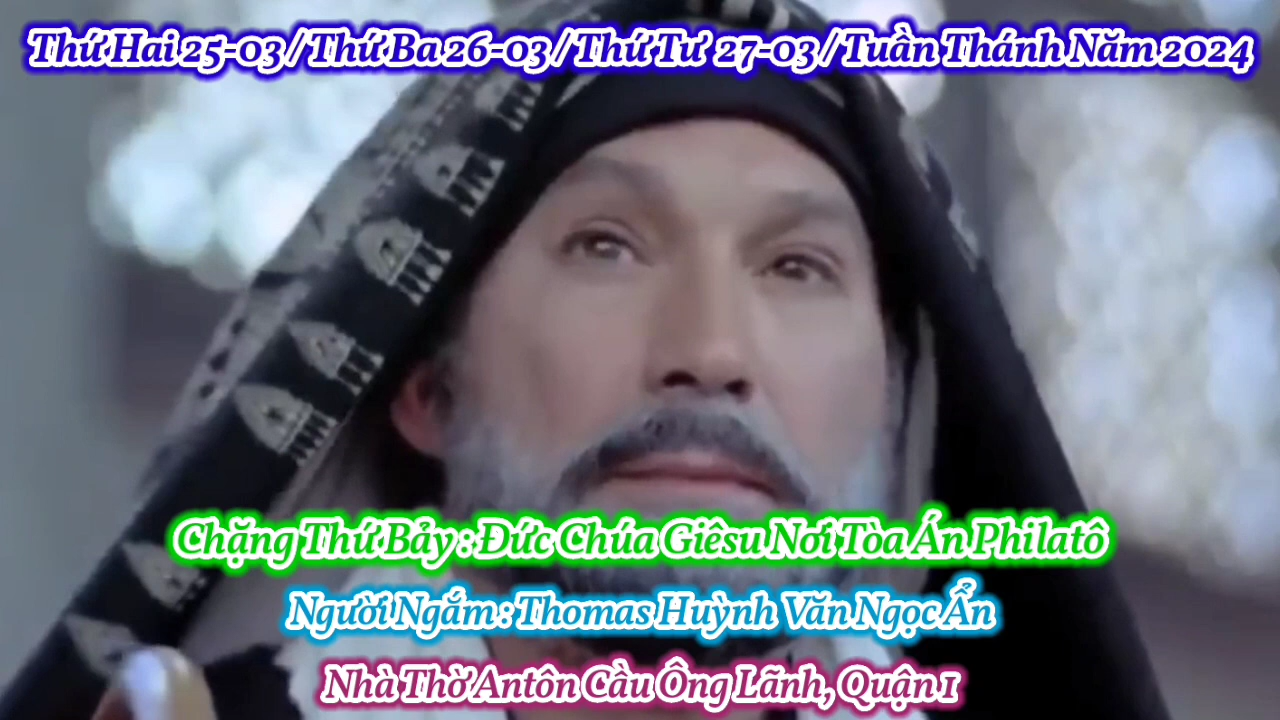 Thứ Hai 25-03 / Thứ Ba 26-03 / Thứ Tư 27-03 / Tuần Thánh Năm 2024
Chặng Thứ Bảy : Đức Chúa Giêsu Nơi Tòa Án Philatô
Người Ngắm : Thomas Huỳnh Văn Ngọc Ẩn
Nhà Thờ Antôn Cầu Ông Lãnh, Quận 1